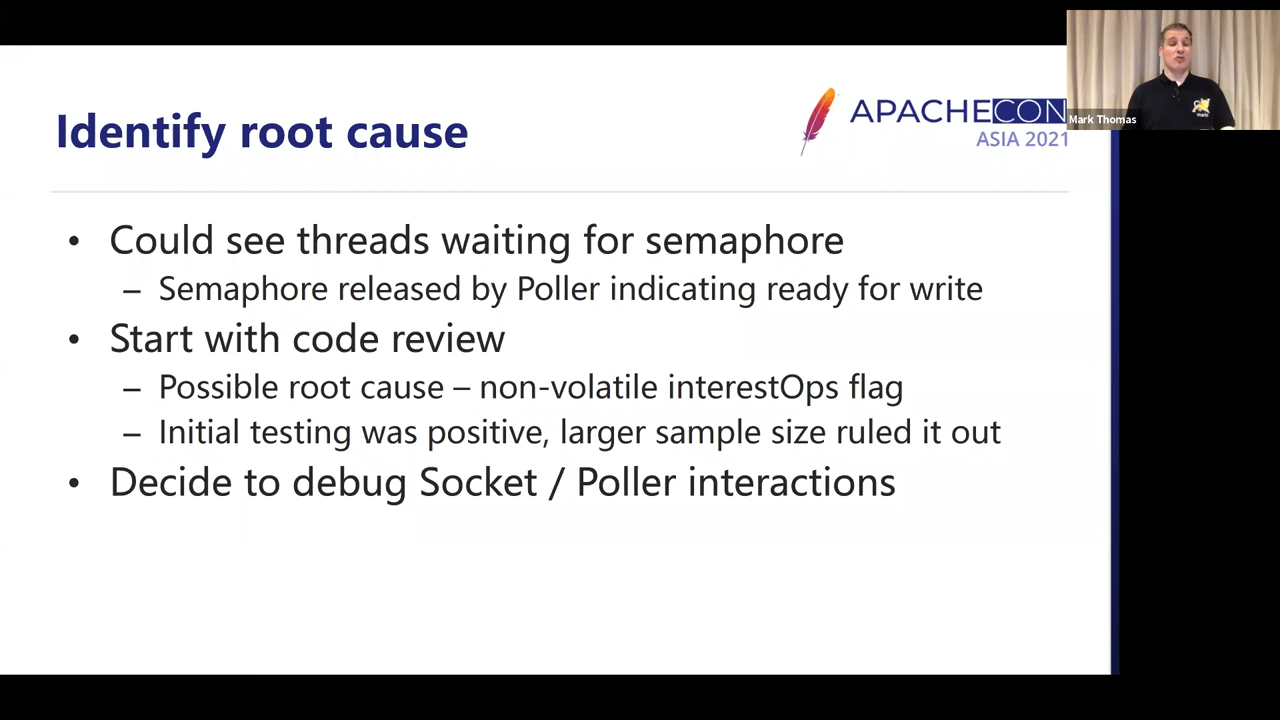 Identify root cause
APACHECON
ASIA 2021
Mark Thomas
• Could see threads waiting for semaphore
– Semaphore released by Poller indicating ready for write
• Start with code review
– Possible root cause – non-volatile interestOps flag
– Initial testing was positive, larger sample size ruled it out
• Decide to debug Socket / Poller interactions